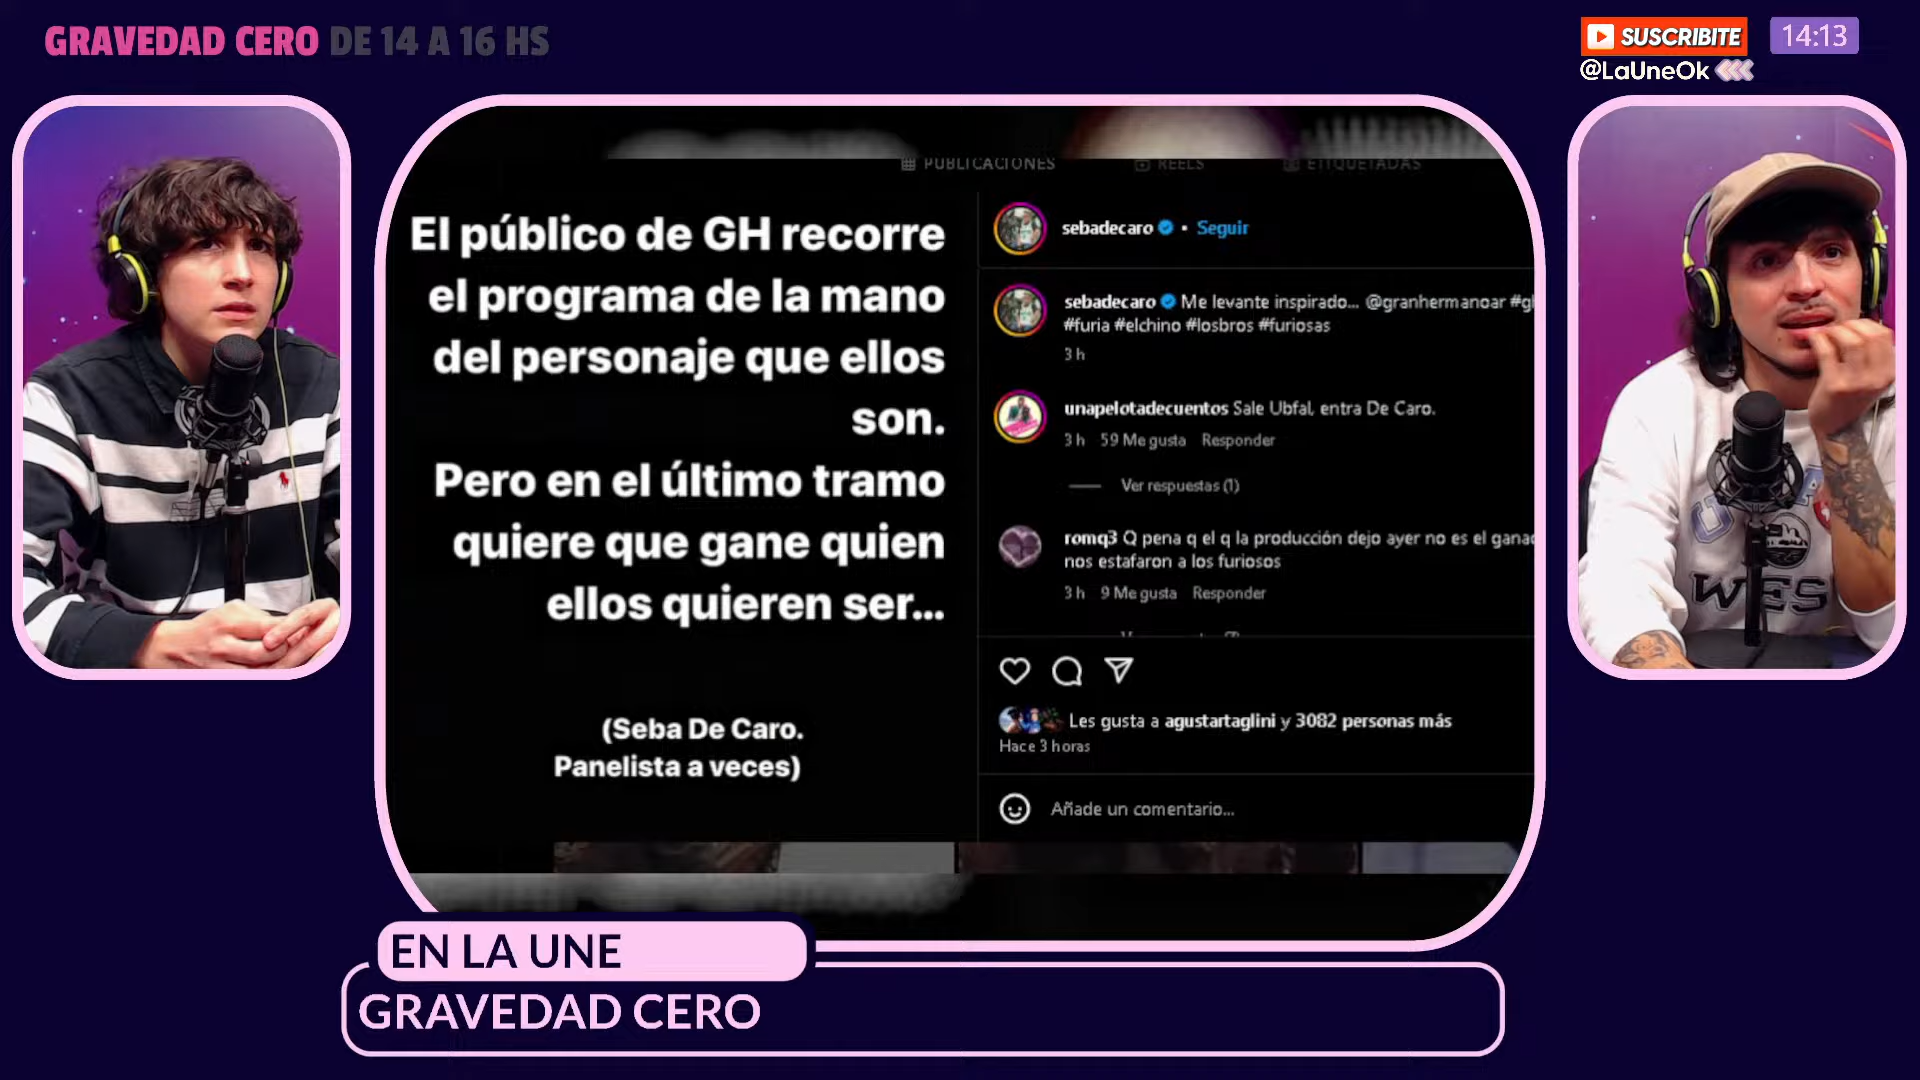 GRAVEDAD CERO DE 14 A 16 HS
SUSCRIBITE
@LaUneOk
14:13
PUBLICACIONES REELS ETIQUETADAS
El público de GH recorre
el programa de la mano
del personaje que ellos
son.
Pero en el último tramo
quiere que gane quien
ellos quieren ser...
(Seba De Caro.
Panelista a veces)
sebadecaro • Seguir
sebadecaro Me levante inspirado... @granhermanoar
#furia #elchino #losbros #furiosas
3 h
unapelotadecuentos Sale Ubfal, entra De Caro.
3 h 59 Me gusta Responder
Ver respuestas (1)
romq3 Q pena q el q la producción dejo ayer no es el
nos estafaron a los furiosos
3 h 9 Me gusta Responder
Les gusta a agustartaglini y 3082 personas más
Hace 3 horas
Añade un comentario...
WES
EN LA UNE
GRAVEDAD CERO